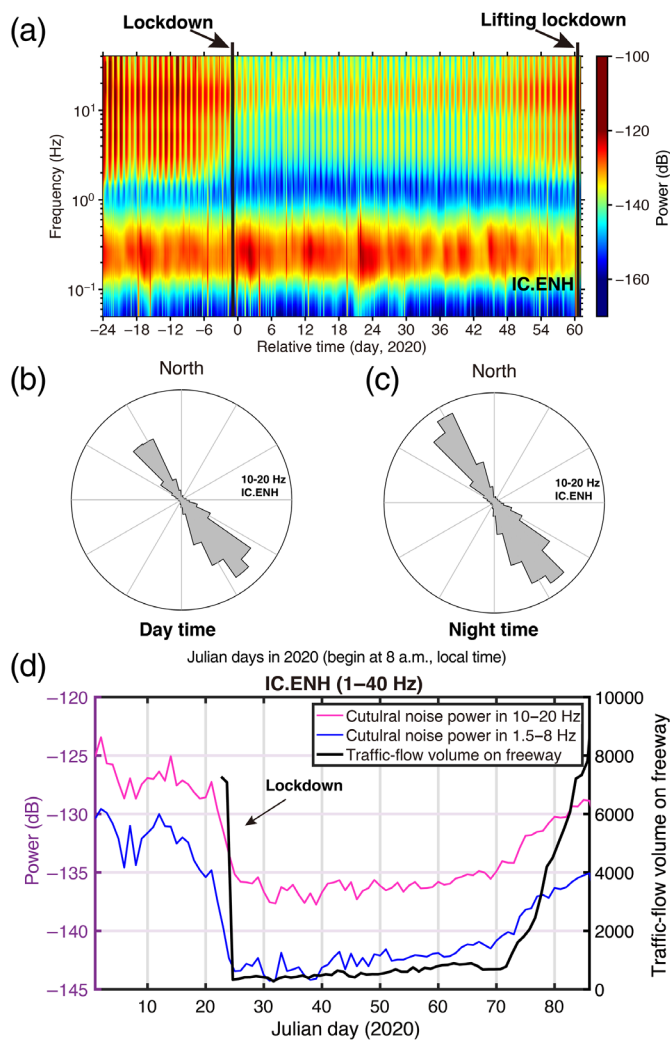 (a)
Lockdown
Lifting lockdown
Frequency (Hz)
10¹
10⁰
10⁻¹
IC.ENH
−24 −18 −12 −6 0 6 12 18 24 30 36 42 48 54 60
Relative time (day, 2020)
−100
−120
−140
−160
Power (dB)
(b)
North
10-20 Hz
IC.ENH
Day time
(c)
North
10-20 Hz
IC.ENH
Night time
(d)
Julian days in 2020 (begin at 8 a.m., local time)
IC.ENH (1–40 Hz)
Cutulral noise power in 10–20 Hz
Cutulral noise power in 1.5–8 Hz
Traffic-flow volume on freeway
Lockdown
Power (dB)
−120
−125
−130
−135
−140
−145
10000
8000
6000
4000
2000
0
Traffic-flow volume on freeway
10 20 30 40 50 60 70 80
Julian day (2020)